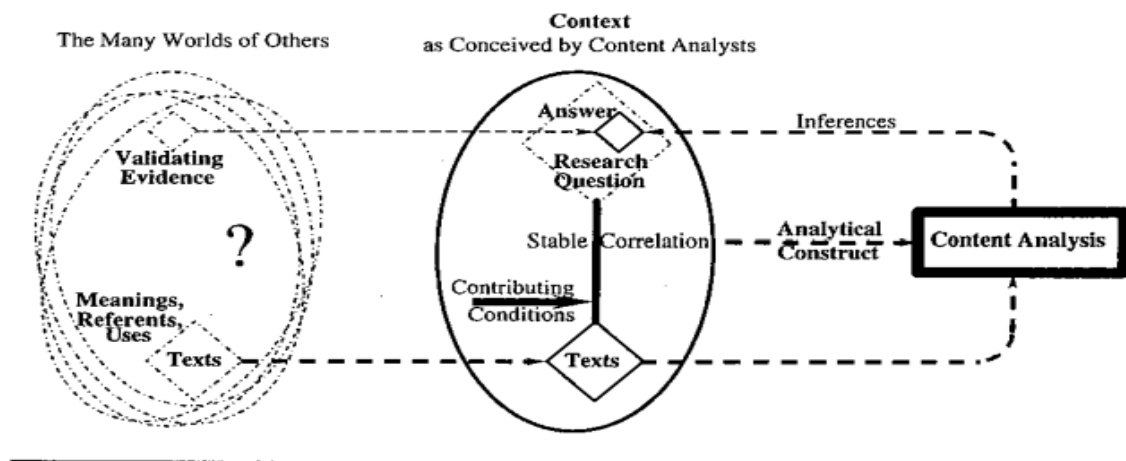 The Many Worlds of Others
Context
as Conceived by Content Analysts
Validating
Evidence
?
Meanings,
Referents,
Uses
Texts
Answer
Research
Question
Stable Correlation
Contributing
Conditions
Texts
Inferences
Analytical
Construct
Content Analysis